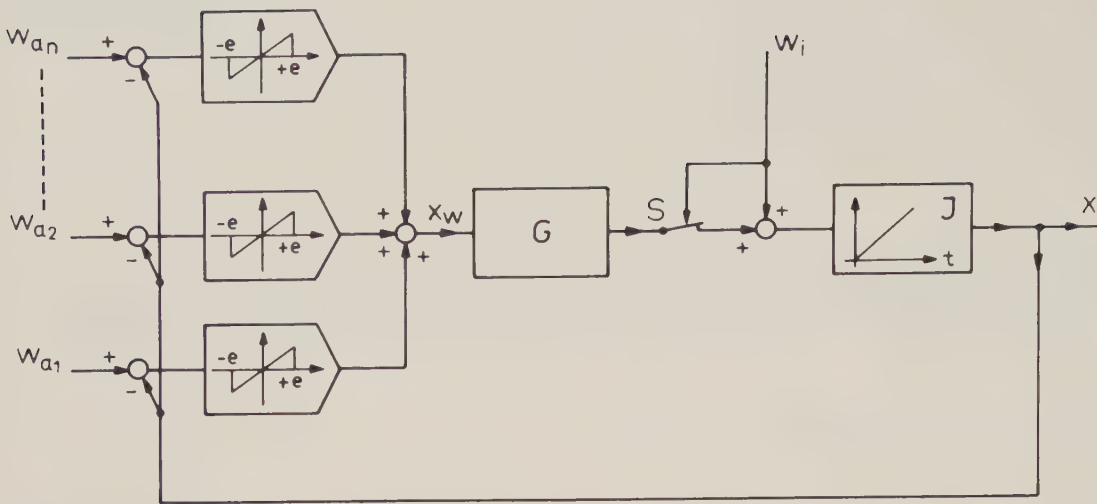 Wan
+
-
-e
+e
Wa2
+
-
-e
+e
Wa1
+
-
-e
+e
+
+
+
+
xw
G
S
Wi
+
+
J
t
X